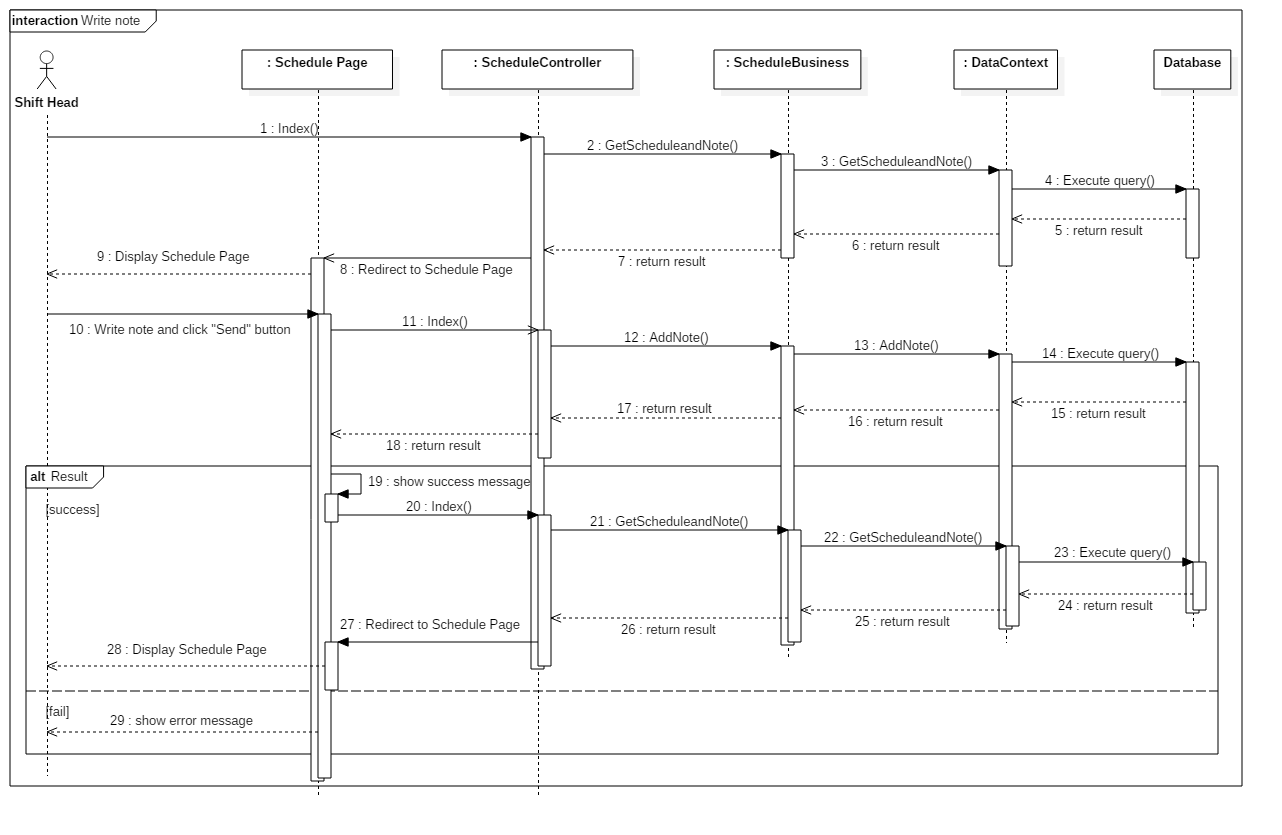 interaction Write note
: Schedule Page
: ScheduleController
: ScheduleBusiness
: DataContext
Database
Shift Head
1 : Index()
2 : GetScheduleandNote()
3 : GetScheduleandNote()
4 : Execute query()
5 : return result
6 : return result
7 : return result
8 : Redirect to Schedule Page
9 : Display Schedule Page
10 : Write note and click "Send" button
11 : Index()
12 : AddNote()
13 : AddNote()
14 : Execute query()
15 : return result
16 : return result
17 : return result
18 : return result
alt Result
[success]
19 : show success message
20 : Index()
21 : GetScheduleandNote()
22 : GetScheduleandNote()
23 : Execute query()
24 : return result
25 : return result
26 : return result
27 : Redirect to Schedule Page
28 : Display Schedule Page
[fail]
29 : show error message